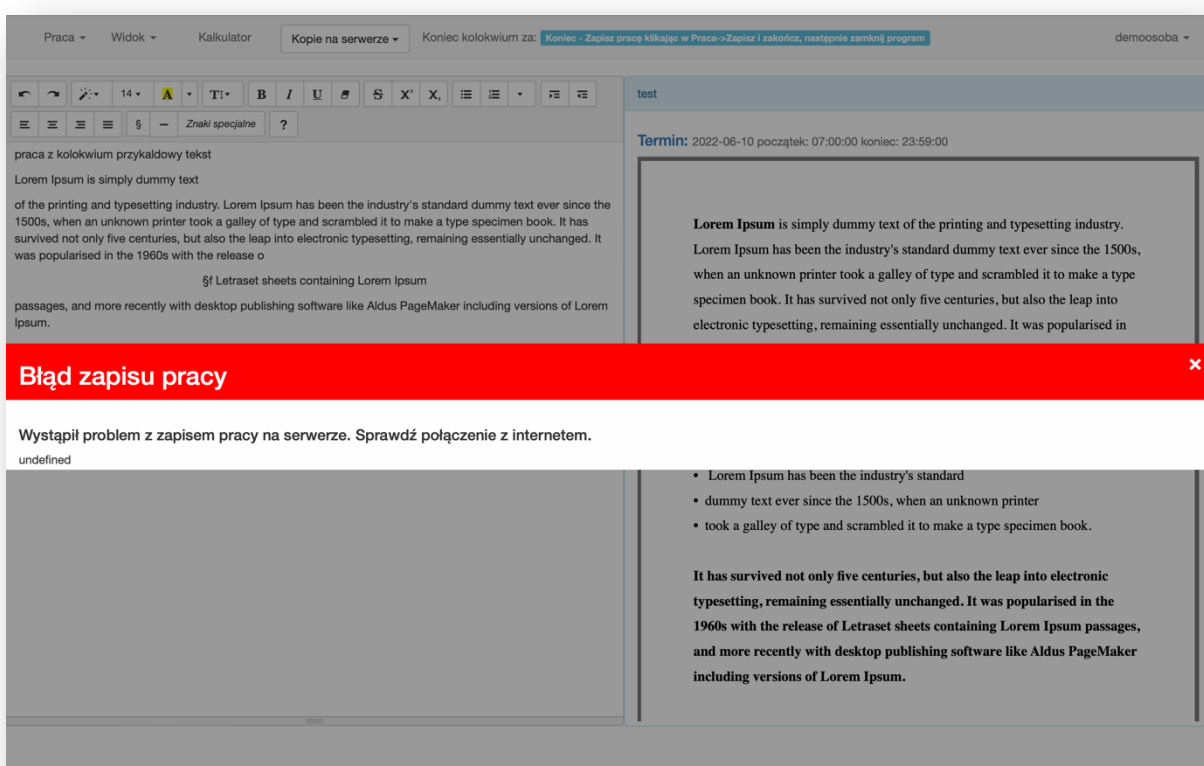 Praca Widok Kalkulator Kopie na serwerze Koniec kolokwium za: Koniec - Zapisz pracę klikając w Praca->Zapisz i zakończ, następnie zamknij program demoosoba
14 A TI B I U S X² X, 
§ — Znaki specjalne ?
praca z kolokwium przykaldowy tekst
Lorem Ipsum is simply dummy text
of the printing and typesetting industry. Lorem Ipsum has been the industry's standard dummy text ever since the
1500s, when an unknown printer took a galley of type and scrambled it to make a type specimen book. It has
survived not only five centuries, but also the leap into electronic typesetting, remaining essentially unchanged. It
was popularised in the 1960s with the release o
§f Letraset sheets containing Lorem Ipsum
passages, and more recently with desktop publishing software like Aldus PageMaker including versions of Lorem
Ipsum.
test
Termin: 2022-06-10 początek: 07:00:00 koniec: 23:59:00
Lorem Ipsum is simply dummy text of the printing and typesetting industry.
Lorem Ipsum has been the industry's standard dummy text ever since the 1500s,
when an unknown printer took a galley of type and scrambled it to make a type
specimen book. It has survived not only five centuries, but also the leap into
electronic typesetting, remaining essentially unchanged. It was popularised in
Błąd zapisu pracy ×
Wystąpił problem z zapisem pracy na serwerze. Sprawdź połączenie z internetem.
undefined
• Lorem Ipsum has been the industry's standard
• dummy text ever since the 1500s, when an unknown printer
• took a galley of type and scrambled it to make a type specimen book.
It has survived not only five centuries, but also the leap into electronic
typesetting, remaining essentially unchanged. It was popularised in the
1960s with the release of Letraset sheets containing Lorem Ipsum passages,
and more recently with desktop publishing software like Aldus PageMaker
including versions of Lorem Ipsum.